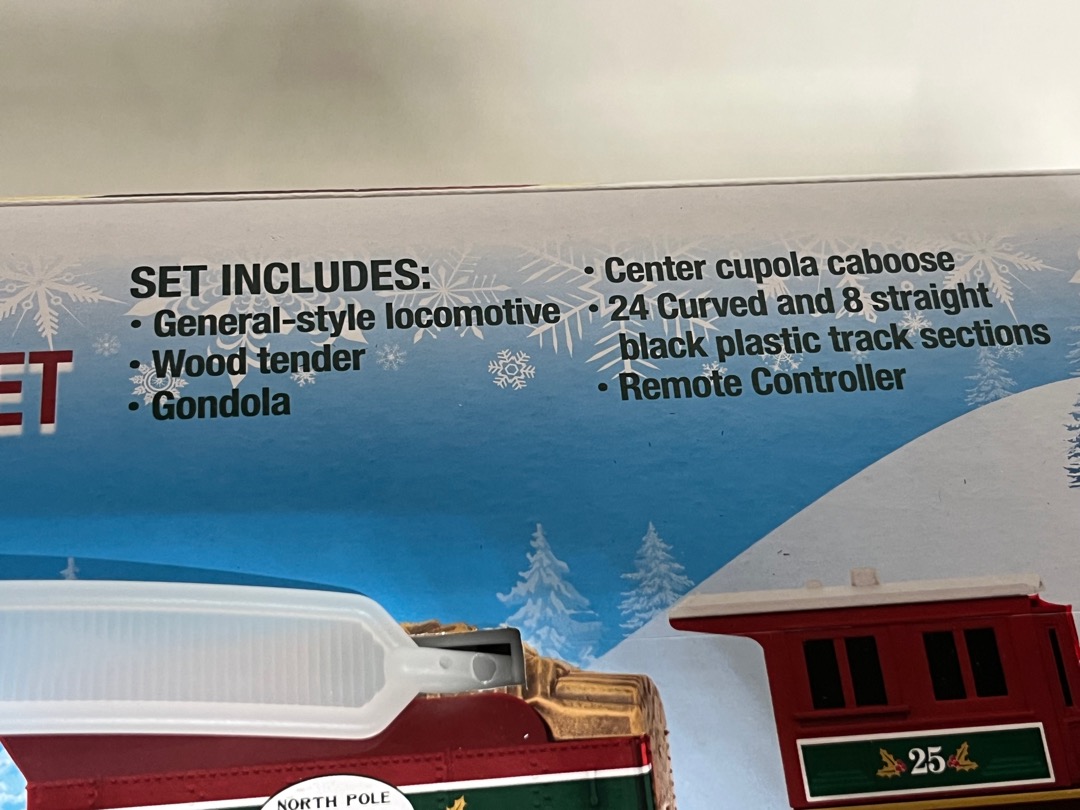 SET INCLUDES:
• General-style locomotive
• Wood tender
• Gondola
• Center cupola caboose
• 24 Curved and 8 straight
black plastic track sections
• Remote Controller
ET
25
NORTH POLE